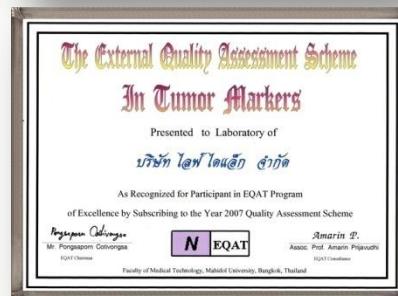 The External Quality Assessment Scheme
In Tumor Markers
Presented to Laboratory of
บริษัท ไลฟ์ ไดแอ็ก จำกัด
As Recognized for Participant in EQAT Program
of Excellence by Subscribing to the Year 2007 Quality Assessment Scheme
Pongsaporn Cotivongsa
Mr. Pongsaporn Cotivongsa
EQAT Chairman
N EQAT
Amarin P.
Assoc. Prof. Amarin Prijavudhi
EQAT Consultance
Faculty of Medical Technology, Mahidol University, Bangkok, Thailand